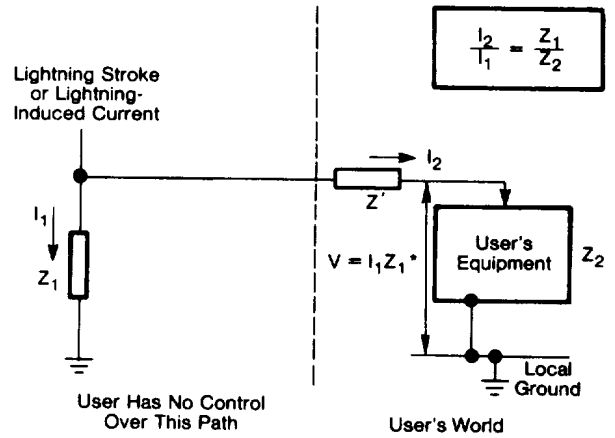 I₂/I₁ = Z₁/Z₂
Lightning Stroke
or Lightning-
Induced Current
I₂
Z'
I₁
Z₁
V = I₁Z₁*
User's
Equipment
Z₂
Local
Ground
User Has No Control
Over This Path
User's World